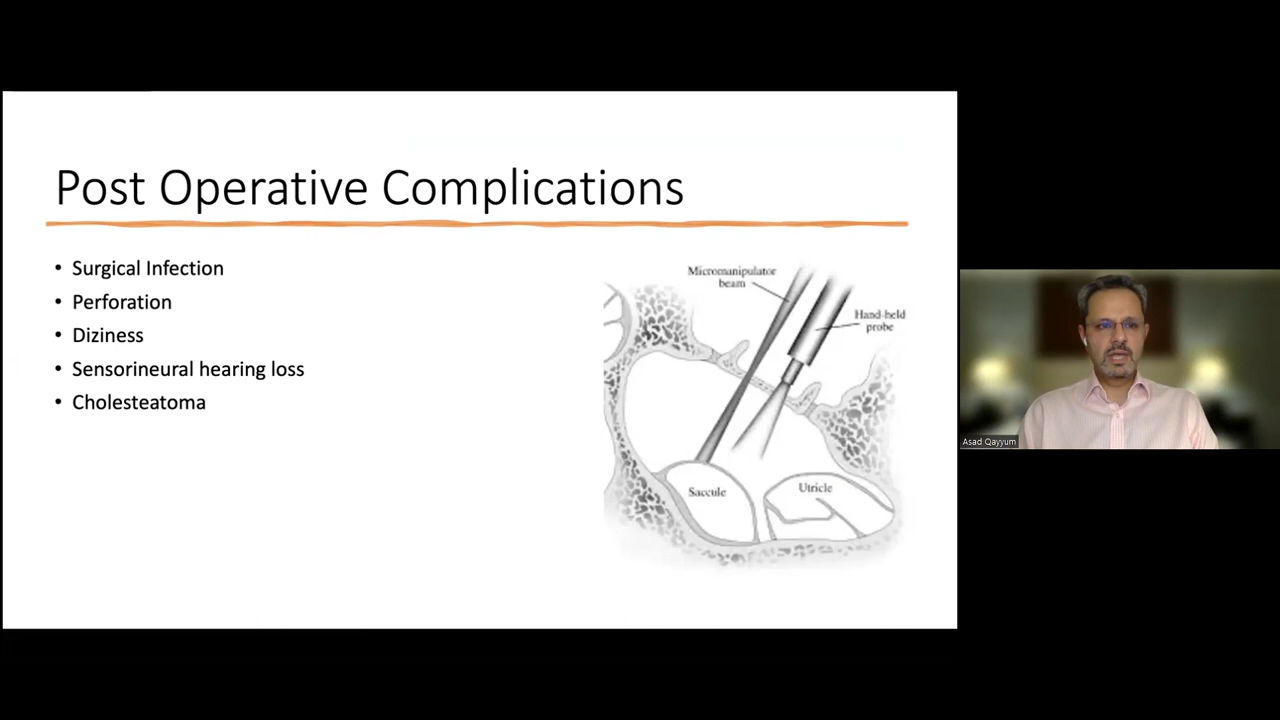 Post Operative Complications
• Surgical Infection
• Perforation
• Diziness
• Sensorineural hearing loss
• Cholesteatoma
Micromanipulator
beam
Hand-held
probe
Saccule
Utricle
Asad Qayyum